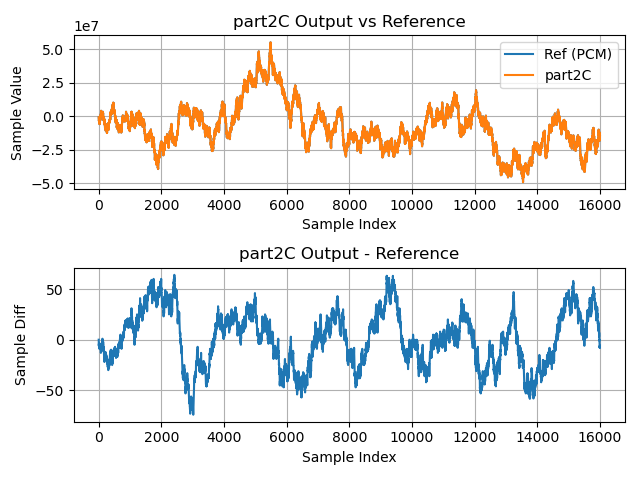 part2C Output vs Reference
1e7
5.0
2.5
0.0
−2.5
−5.0
Sample Value
Ref (PCM)
part2C
0 2000 4000 6000 8000 10000 12000 14000 16000
Sample Index
part2C Output - Reference
50
0
−50
Sample Diff
0 2000 4000 6000 8000 10000 12000 14000 16000
Sample Index